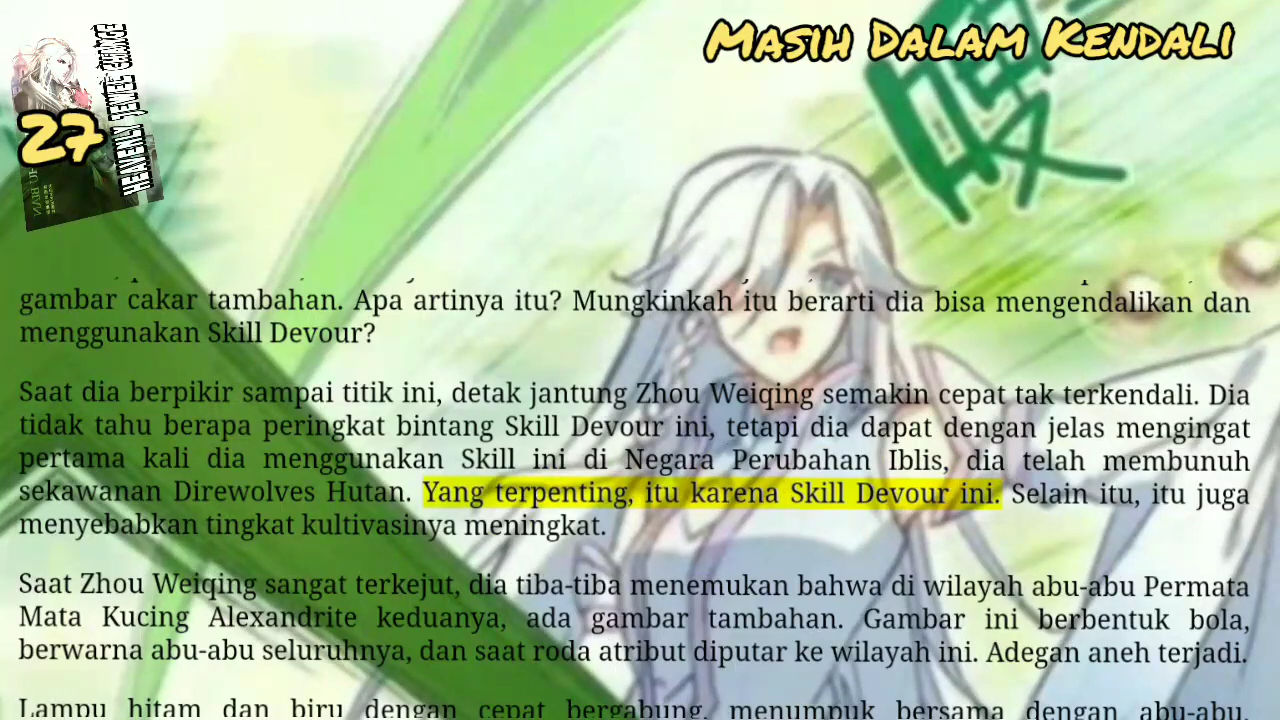 Masih Dalam Kendali
27
HEAVENLY JEWEL CHANGE
gambar cakar tambahan. Apa artinya itu? Mungkinkah itu berarti dia bisa mengendalikan dan
menggunakan Skill Devour?
Saat dia berpikir sampai titik ini, detak jantung Zhou Weiqing semakin cepat tak terkendali. Dia
tidak tahu berapa peringkat bintang Skill Devour ini, tetapi dia dapat dengan jelas mengingat
pertama kali dia menggunakan Skill ini di Negara Perubahan Iblis, dia telah membunuh
sekawanan Direwolves Hutan. Yang terpenting, itu karena Skill Devour ini. Selain itu, itu juga
menyebabkan tingkat kultivasinya meningkat.
Saat Zhou Weiqing sangat terkejut, dia tiba-tiba menemukan bahwa di wilayah abu-abu Permata
Mata Kucing Alexandrite keduanya, ada gambar tambahan. Gambar ini berbentuk bola,
berwarna abu-abu seluruhnya, dan saat roda atribut diputar ke wilayah ini. Adegan aneh terjadi.
Lampu hitam dan biru dengan cepat bergabung, menumpuk bersama dengan abu-abu,